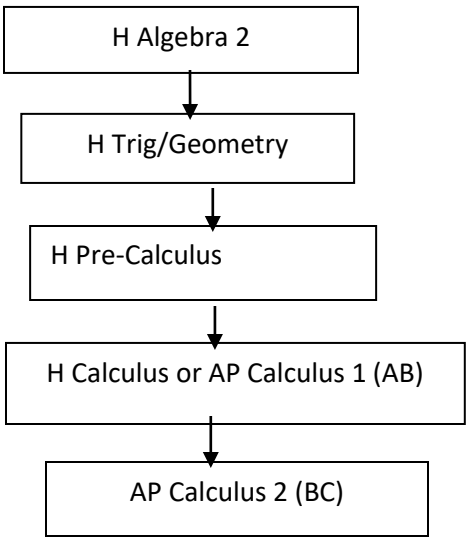 H Algebra 2
H Trig/Geometry
H Pre-Calculus
H Calculus or AP Calculus 1 (AB)
AP Calculus 2 (BC)